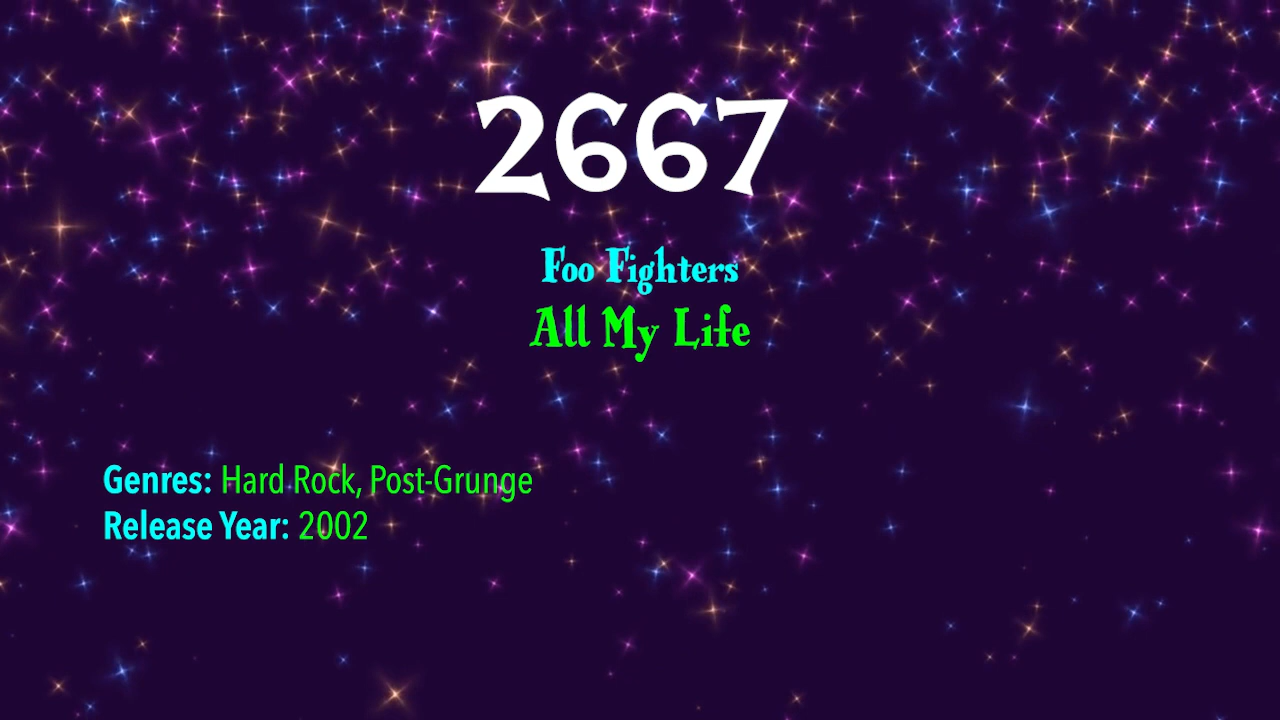 2667
Foo Fighters
All My Life
Genres: Hard Rock, Post-Grunge
Release Year: 2002